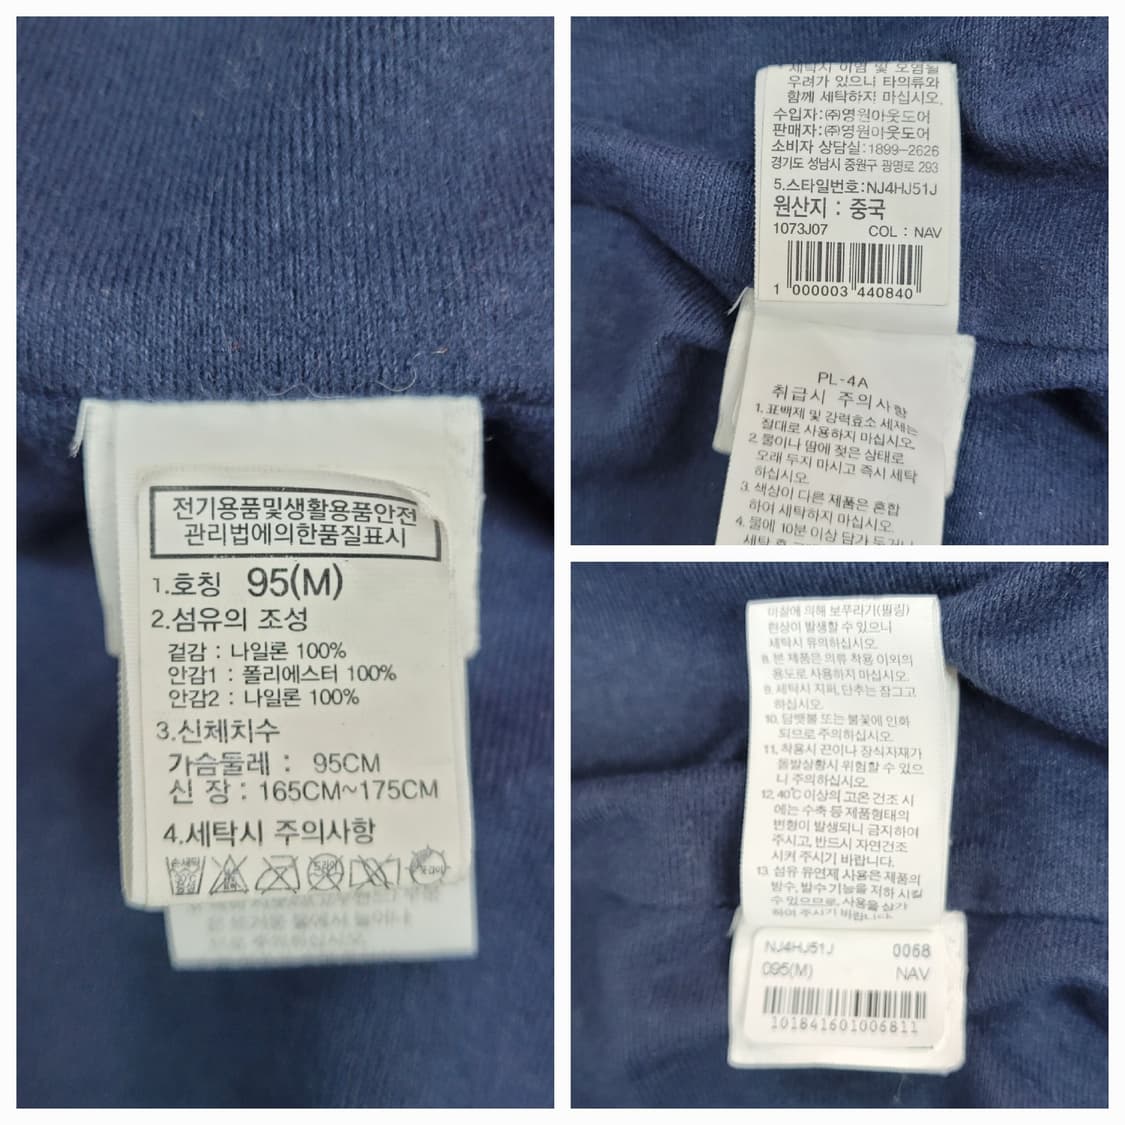 전기용품및생활용품안전
관리법에의한품질표시
1.호칭 95(M)
2.섬유의 조성
겉감 : 나일론 100%
안감1 : 폴리에스터 100%
안감2 : 나일론 100%
3.신체치수
가슴둘레 : 95CM
신 장 : 165CM~175CM
4.세탁시 주의사항
세탁시 이염 및 오염될
우려가 있으니 타의류와
함께 세탁하지 마십시오.
수입자:㈜영원아웃도어
판매자:㈜영원아웃도어
소비자 상담실:1899-2626
경기도 성남시 중원구 광명로 293
5.스타일번호:NJ4HJ51J
원산지 : 중국
1073J07 COL : NAV
1 000003 440840
PL-4A
취급시 주의사항
1. 표백제 및 강력효소 세제는
절대로 사용하지 마십시오.
2. 물이나 땀에 젖은 상태로
오래 두지 마시고 즉시 세탁
하십시오.
3. 색상이 다른 제품은 혼합
하여 세탁하지 마십시오.
4. 물에 10분 이상 담가 두거나
마찰에 의해 보푸라기(필링)
현상이 발생할 수 있으니
세탁시 유의하십시오.
8. 본 제품은 의류 착용 이외의
용도로 사용하지 마십시오.
9. 세탁시 지퍼, 단추는 잠그고
하십시오.
10. 담뱃불 또는 불꽃에 인화
되므로 주의하십시오.
11. 착용시 끈이나 장식자재가
돌발상황시 위험할 수 있으
니 주의하십시오.
12. 40℃ 이상의 고온 건조 시
에는 수축 등 제품형태의
변형이 발생되니 금지하여
주시고, 반드시 자연건조
시켜 주시기 바랍니다.
13. 섬유 유연제 사용은 제품의
방수, 발수기능을 저하 시킬
수 있으므로, 사용을 삼가
하여 주시기 바랍니다.
NJ4HJ51J 0068
095(M) NAV
101841601006811